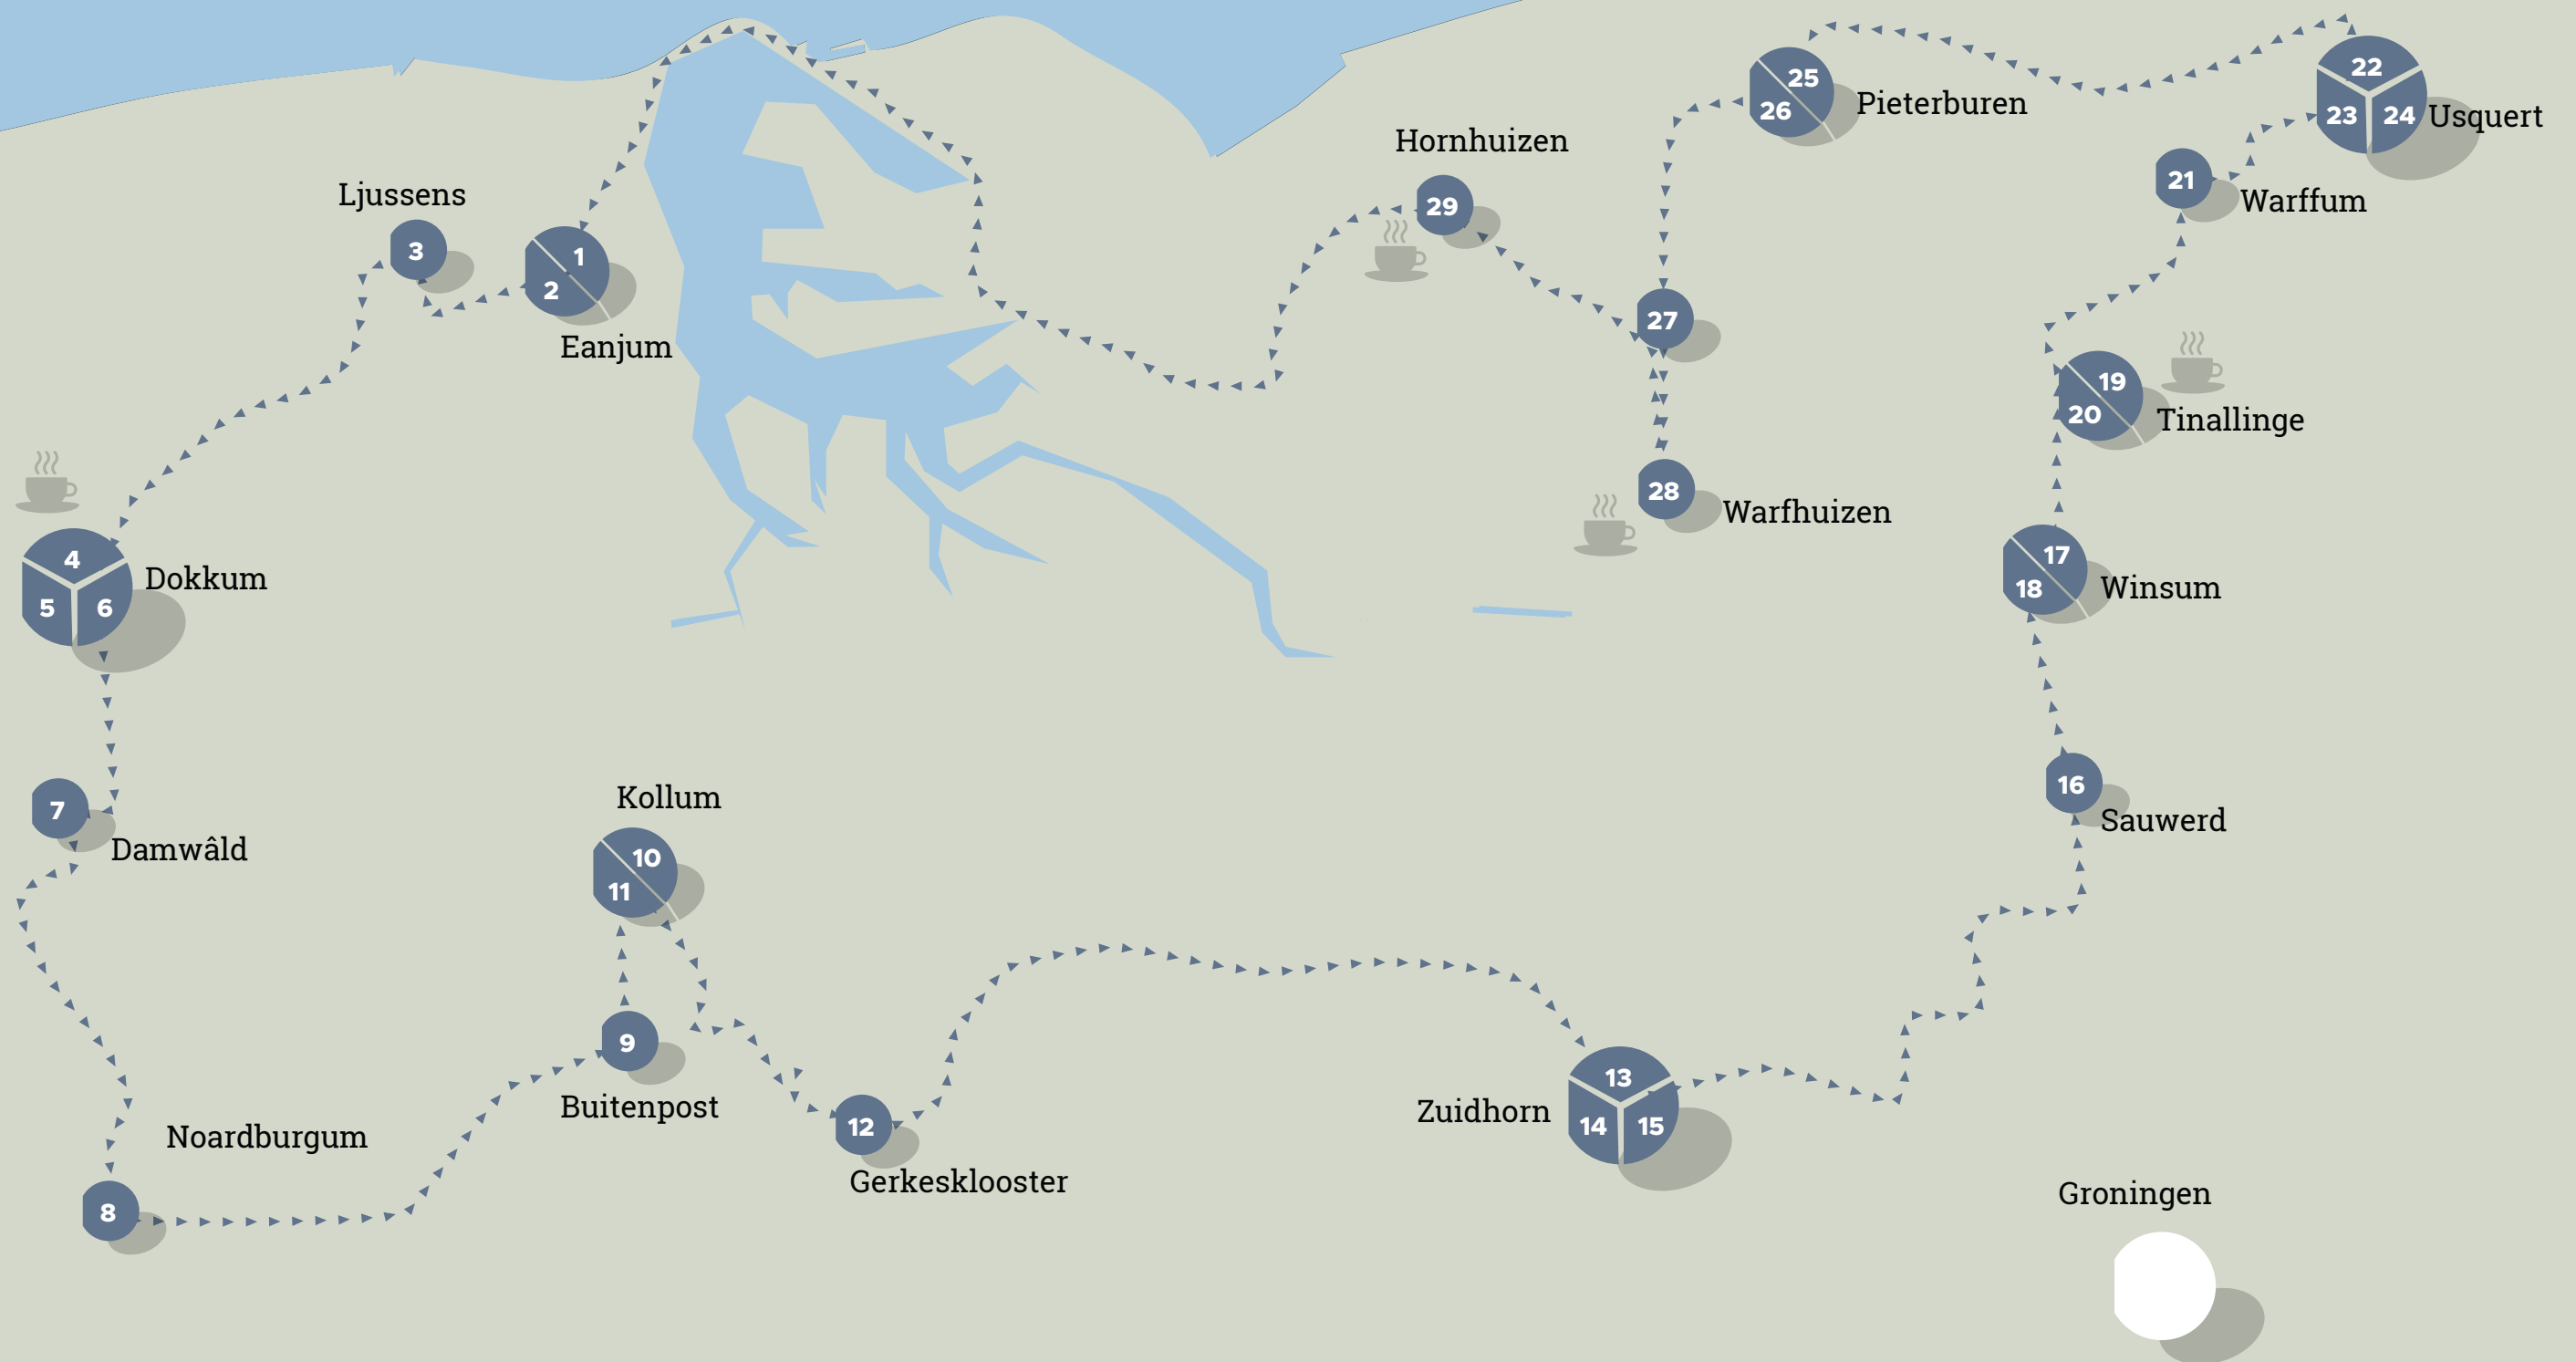 22
25
26
Pieterburen
23
24
Usquert
Hornhuizen
21
Warffum
Ljussens
29
3
1
2
27
Eanjum
19
20
Tinallinge
28
Warfhuizen
4
5
6
Dokkum
17
18
Winsum
16
Sauwerd
7
Damwâld
Kollum
10
11
9
Buitenpost
13
14
15
Zuidhorn
12
Noardburgum
Gerkesklooster
8
Groningen